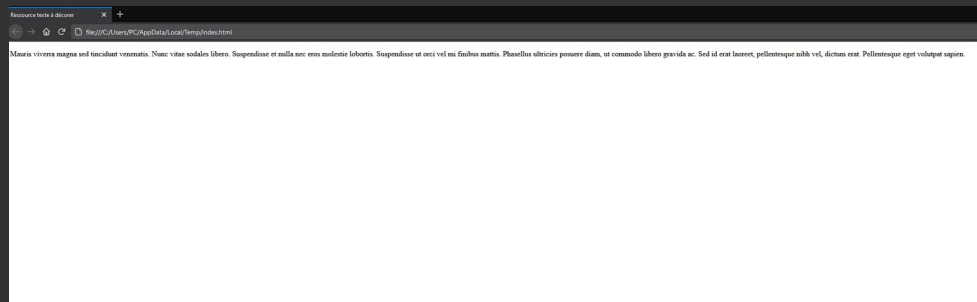 Ressource texte à décorer
file:///C:/Users/PC/AppData/Local/Temp/index.html
Mauris viverra magna sed tincidunt venenatis. Nunc vitae sodales libero. Suspendisse et nulla nec eros molestie lobortis. Suspendisse ut orci vel mi finibus mattis. Phasellus ultricies posuere diam, ut commodo libero gravida ac. Sed id erat laoreet, pellentesque nibh vel, dictum erat. Pellentesque eget volutpat sapien.